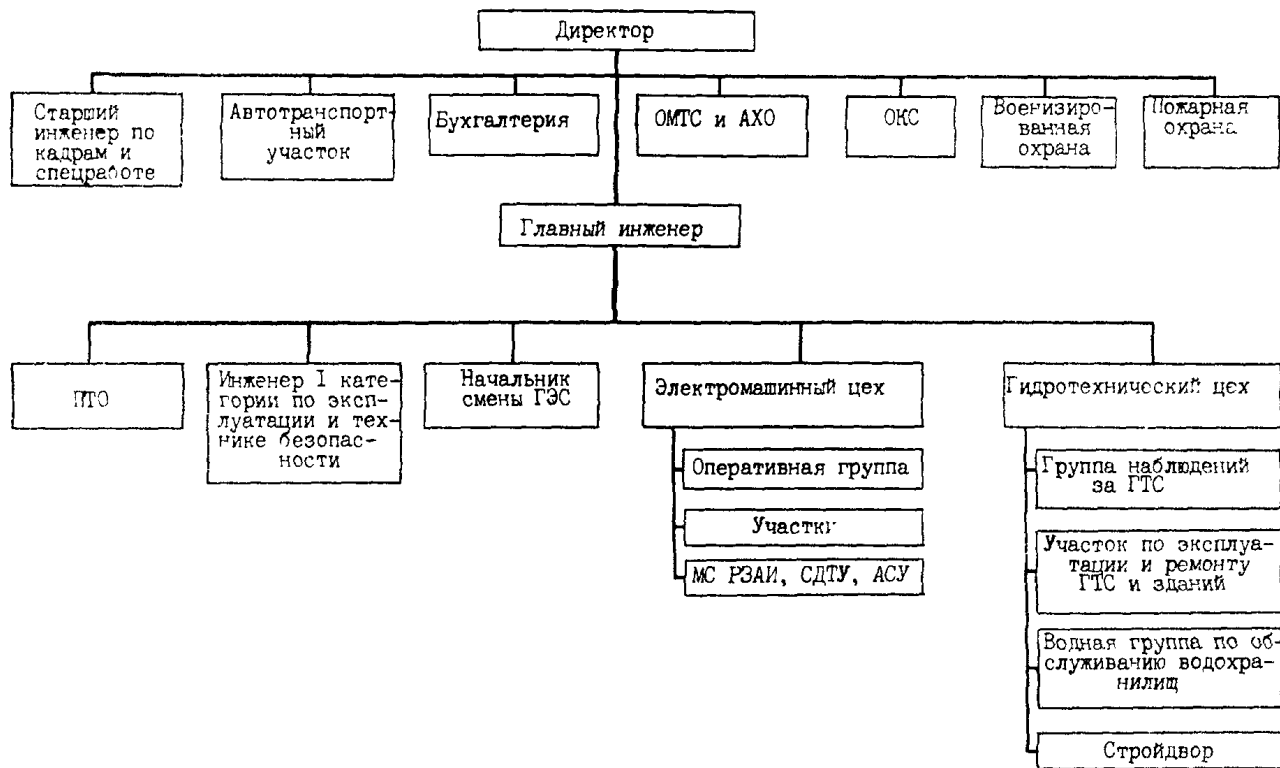 Директор
Старший
инженер по
кадрам и
спецработе
Автотранспорт-
ный
участок
Бухгалтерия
ОМТС и АХО
ОКС
Военизиро-
ванная
охрана
Пожарная
охрана
Главный инженер
ПТО
Инженер I кате-
гории по эксп-
луатации и тех-
нике безопас-
ности
Начальник
смены ГЭС
Электромашинный цех
Гидротехнический цех
Оперативная группа
Участки
МС РЗАИ, СДТУ, АСУ
Группа наблюдений
за ГТС
Участок по эксплуа-
тации и ремонту
ГТС и зданий
Водная группа по об-
служиванию водохра-
нилищ
Стройдвор